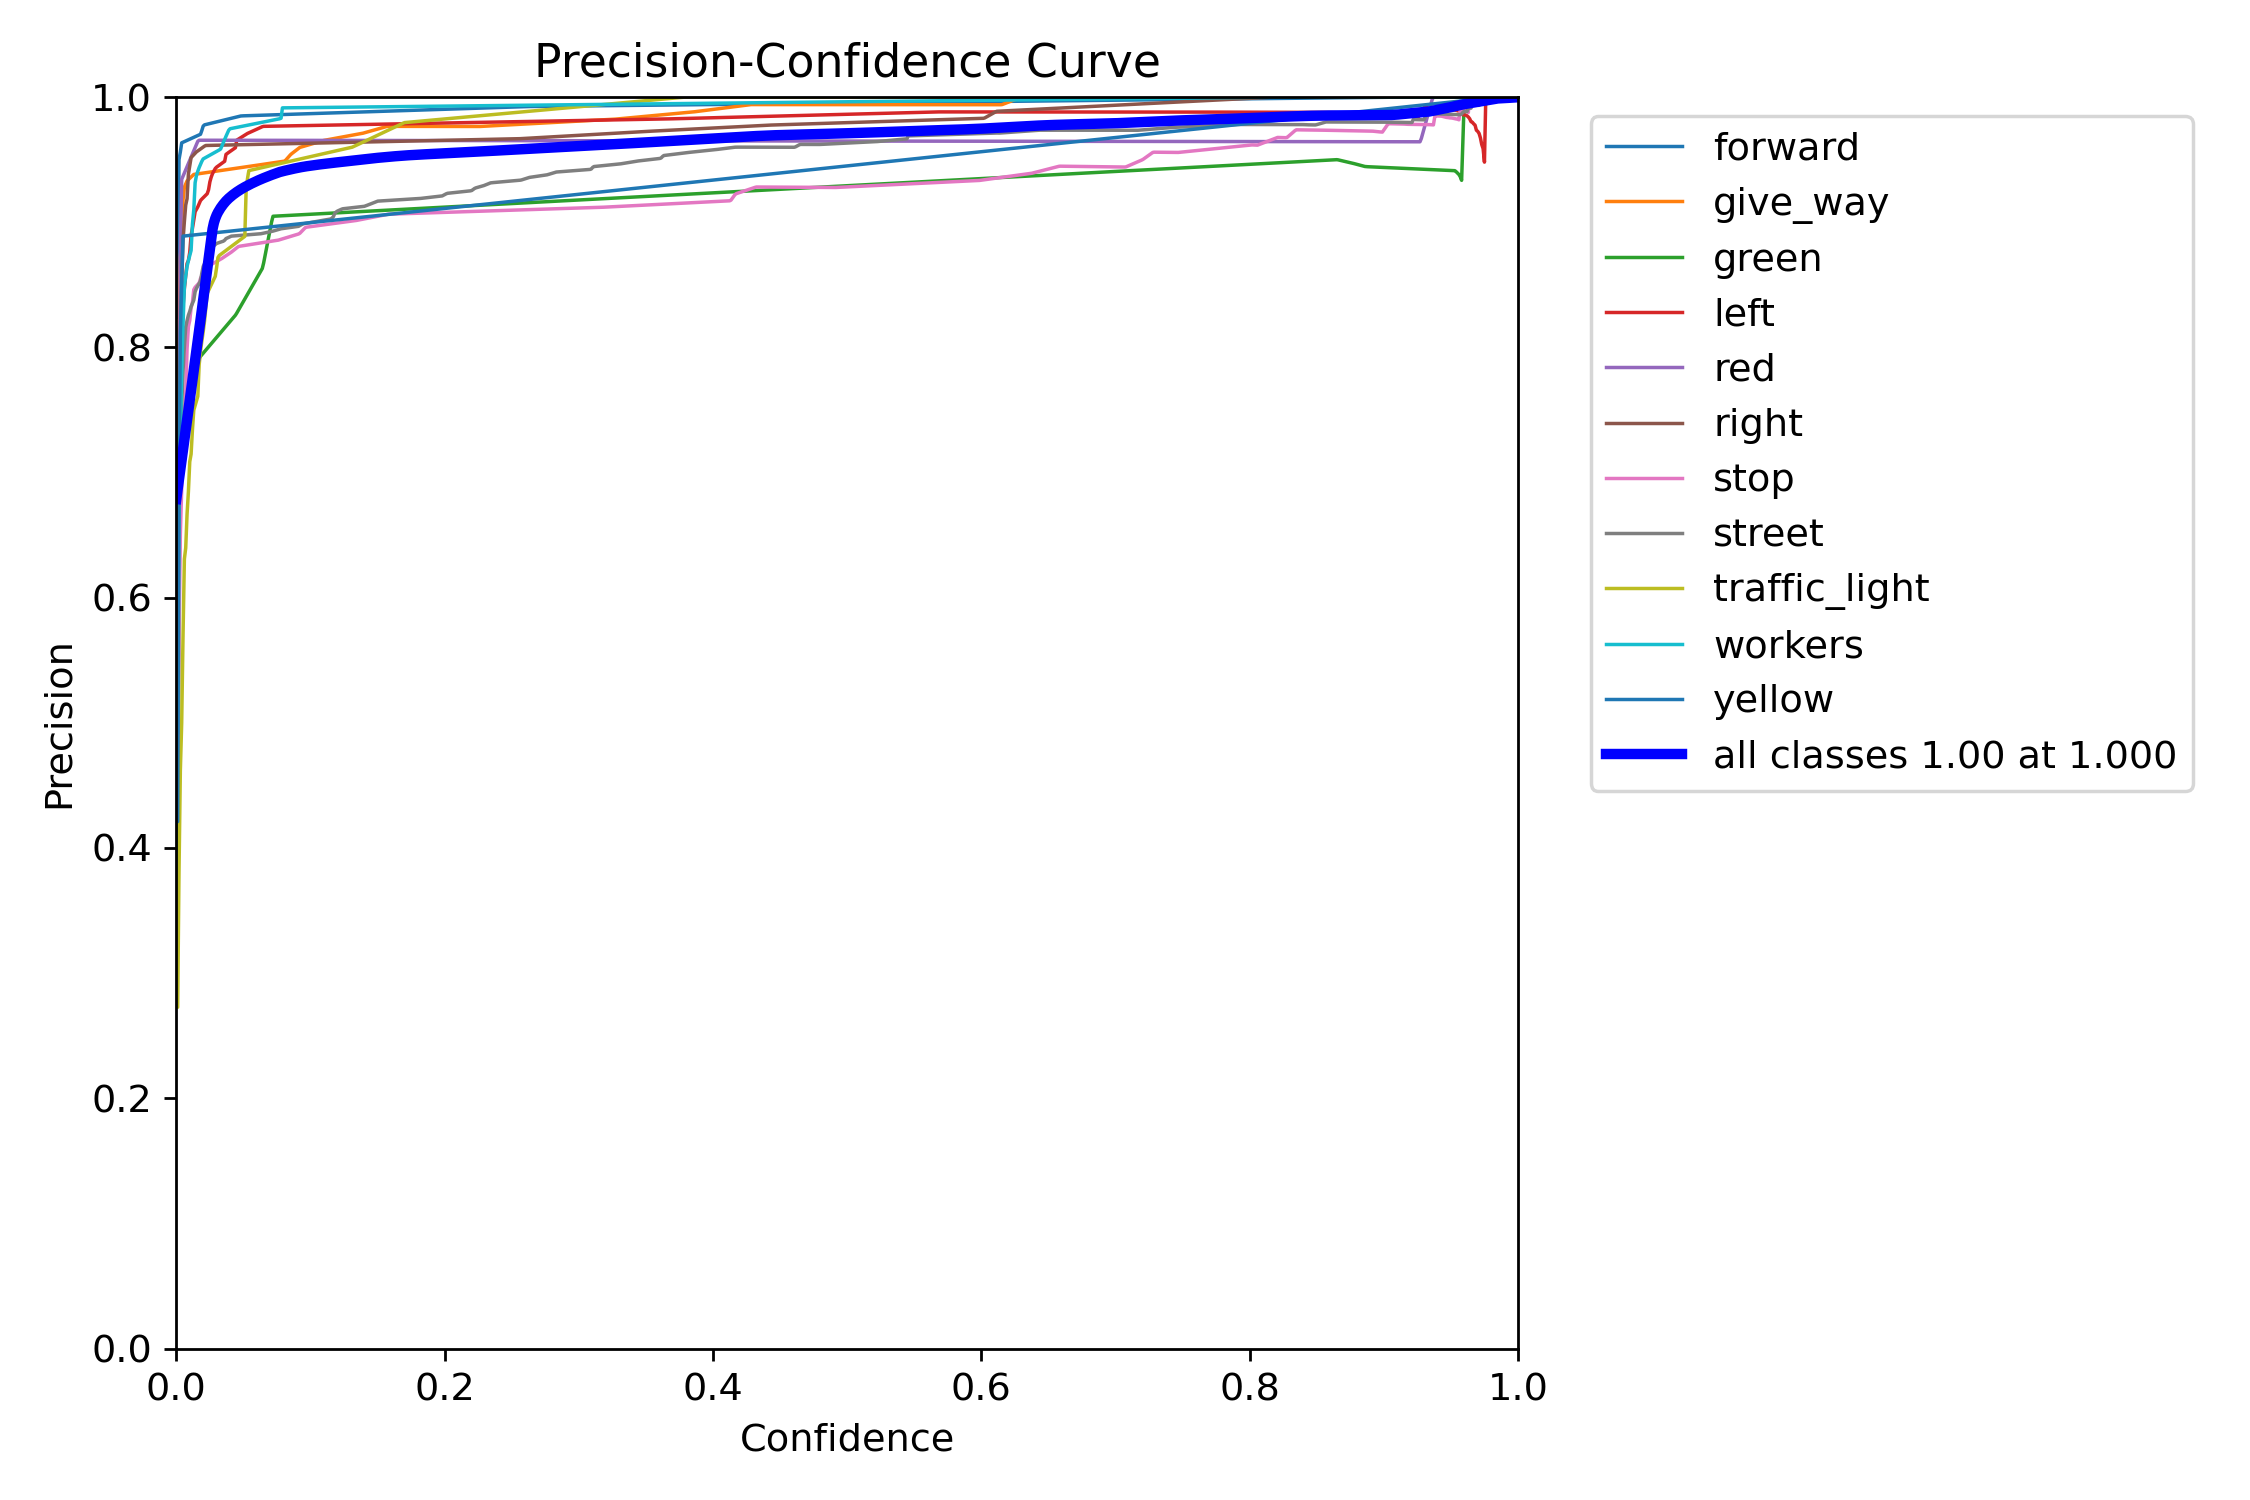 Precision-Confidence Curve
1.0
0.8
0.6
0.4
0.2
0.0
Precision
0.0 0.2 0.4 0.6 0.8 1.0
Confidence
forward
give_way
green
left
red
right
stop
street
traffic_light
workers
yellow
all classes 1.00 at 1.000